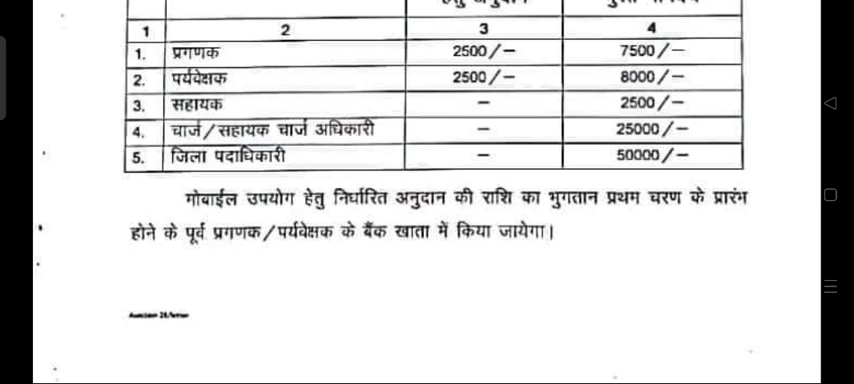 हेतु अनुदान
1 2 3 4
1. प्रगणक 2500/– 7500/–
2. पर्यवेक्षक 2500/– 8000/–
3. सहायक – 2500/–
4. चार्ज/सहायक चार्ज अधिकारी – 25000/–
5. जिला पदाधिकारी – 50000/–
मोबाईल उपयोग हेतु निर्धारित अनुदान की राशि का भुगतान प्रथम चरण के प्रारंभ
होने के पूर्व प्रगणक/पर्यवेक्षक के बैंक खाता में किया जायेगा।